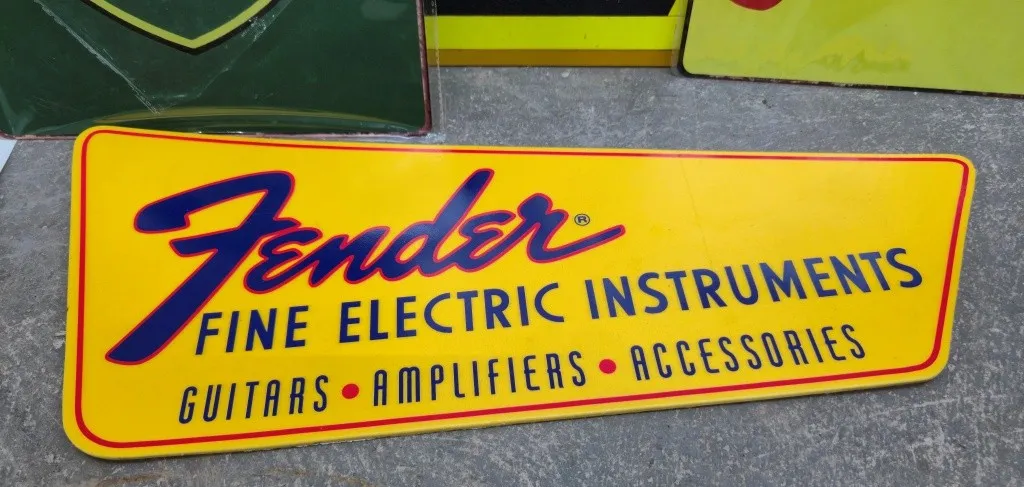 Fender®
FINE ELECTRIC INSTRUMENTS
GUITARS • AMPLIFIERS • ACCESSORIES